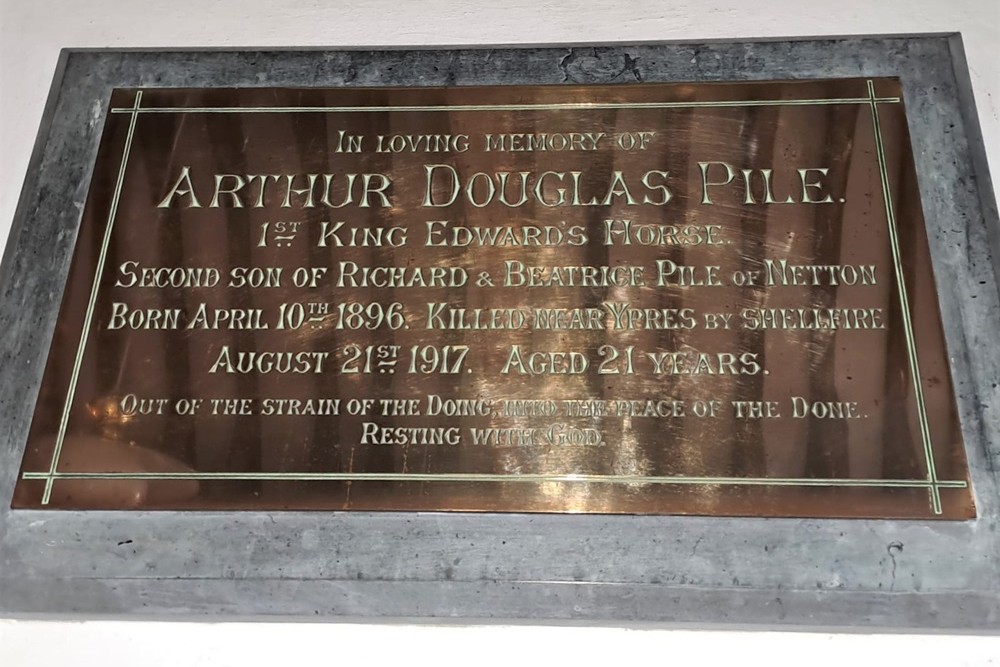 In loving memory of
Arthur Douglas Pile.
1st King Edward's Horse.
Second son of Richard & Beatrice Pile of Netton
Born April 10th 1896. Killed near Ypres by shellfire
August 21st 1917. Aged 21 years.
Out of the strain of the Doing, into the peace of the Done.
Resting with God.